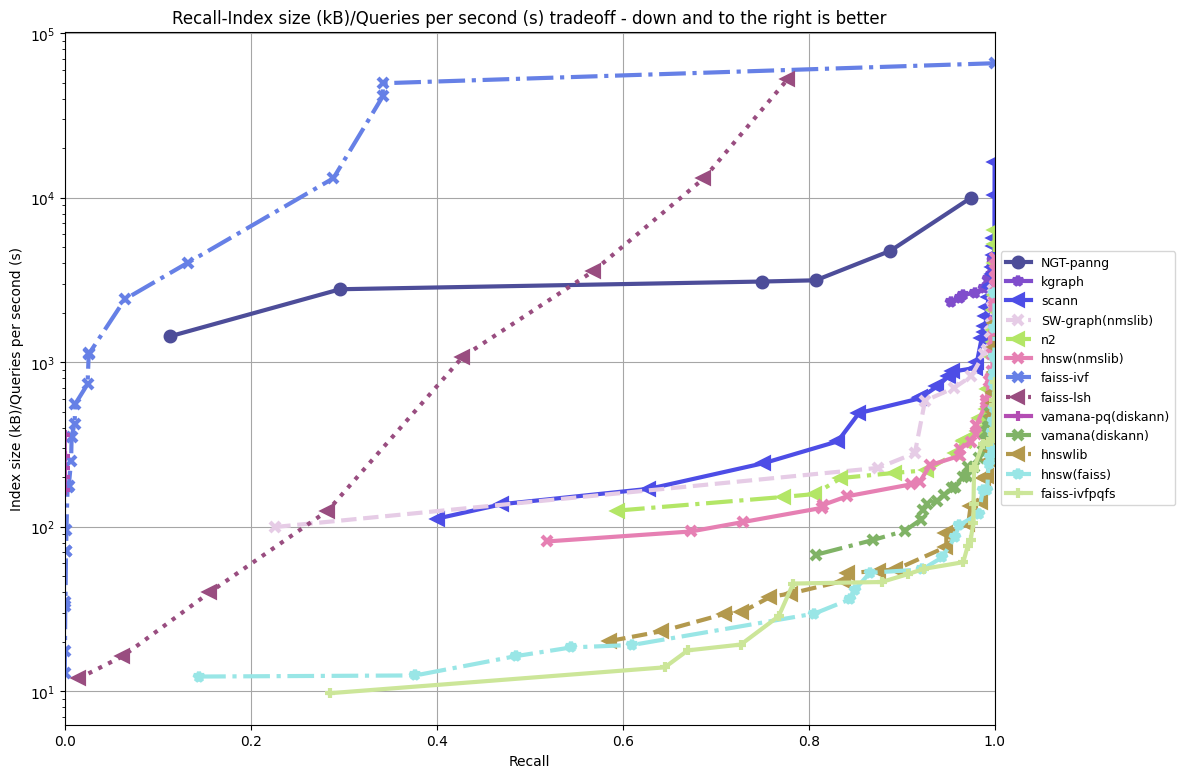 Recall-Index size (kB)/Queries per second (s) tradeoff - down and to the right is better
Index size (kB)/Queries per second (s)
10^5
10^4
10^3
10^2
10^1
0.0 0.2 0.4 0.6 0.8 1.0
Recall
NGT-panng
kgraph
scann
SW-graph(nmslib)
n2
hnsw(nmslib)
faiss-ivf
faiss-lsh
vamana-pq(diskann)
vamana(diskann)
hnswlib
hnsw(faiss)
faiss-ivfpqfs